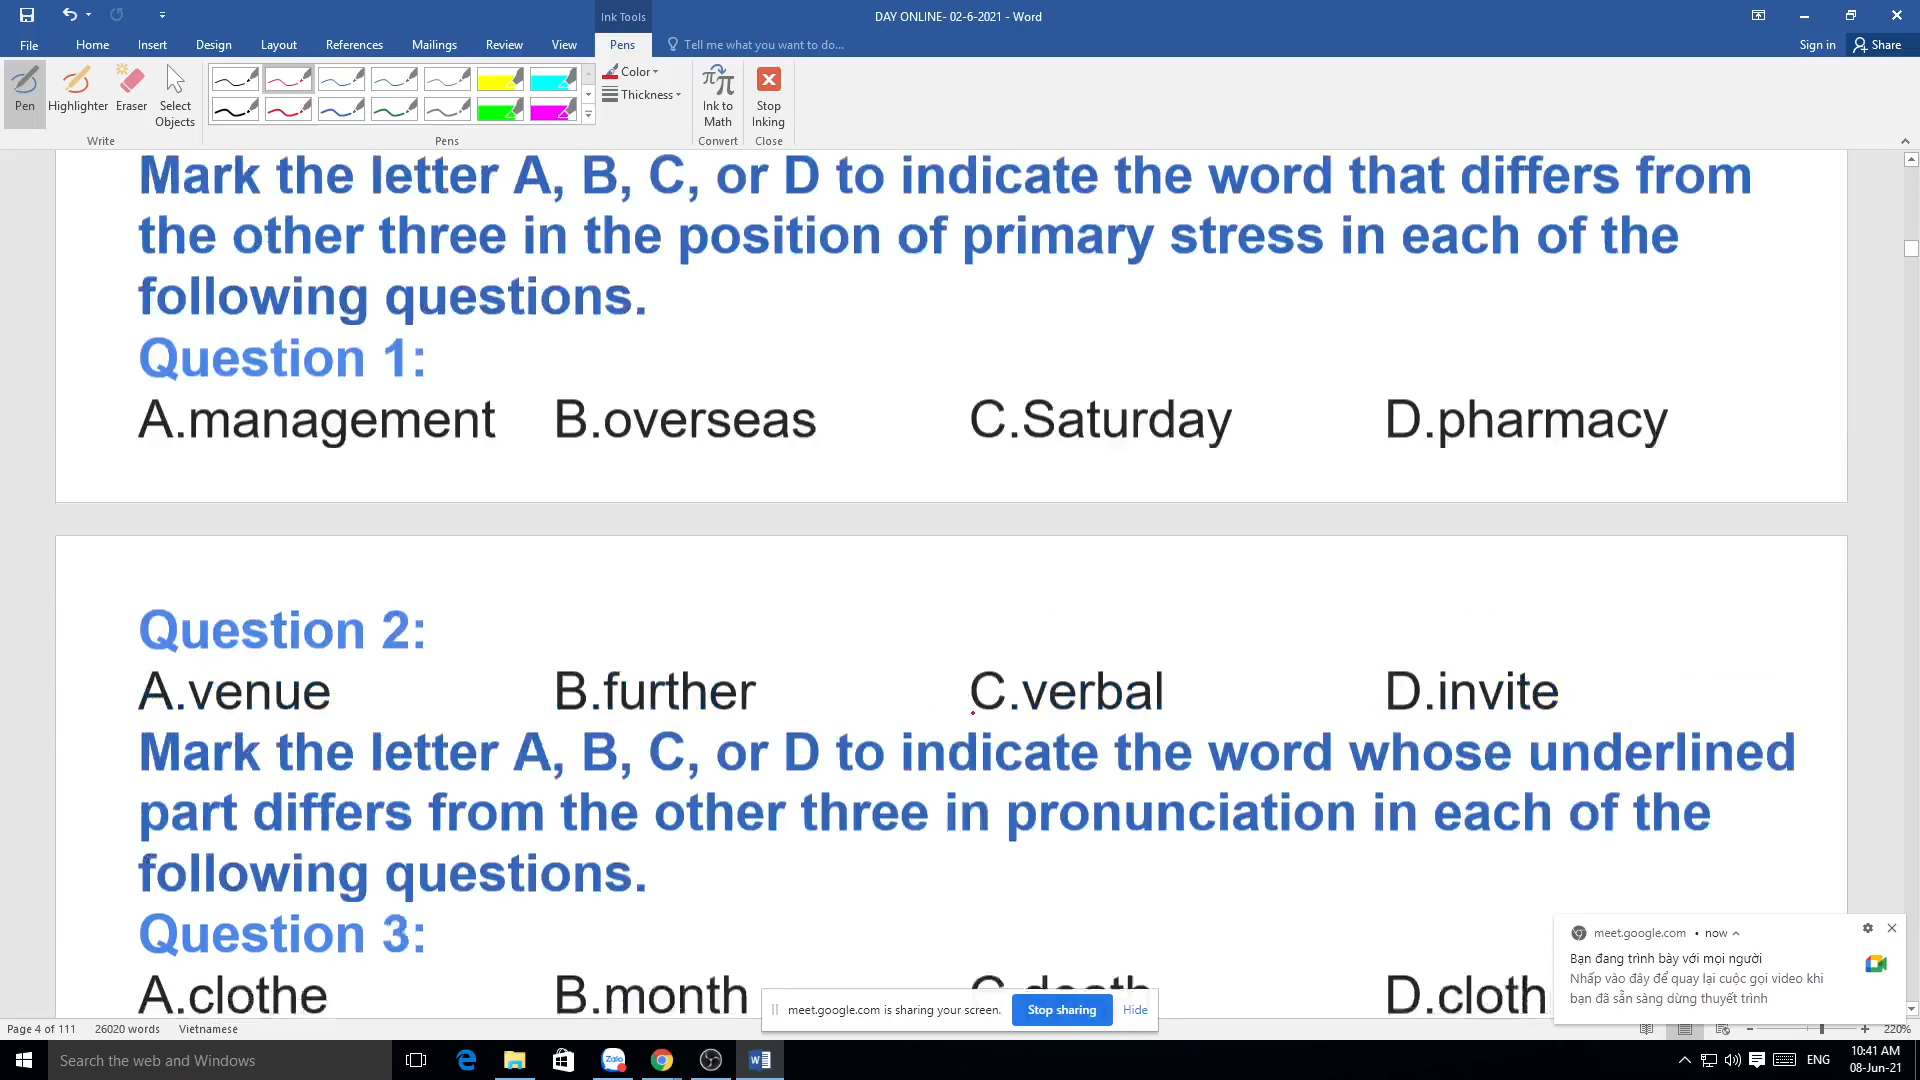 Ink Tools
DAY ONLINE- 02-6-2021 - Word
File Home Insert Design Layout References Mailings Review View Pens Tell me what you want to do... Sign in Share
Pen Highlighter Eraser Select Objects
Color
Thickness
Ink to Math
Stop Inking
Write Pens Convert Close
Mark the letter A, B, C, or D to indicate the word that differs from
the other three in the position of primary stress in each of the
following questions.
Question 1:
A.management B.overseas C.Saturday D.pharmacy
Question 2:
A.venue B.further C.verbal D.invite
Mark the letter A, B, C, or D to indicate the word whose underlined
part differs from the other three in pronunciation in each of the
following questions.
Question 3:
A.clothe B.month C.death D.cloth
meet.google.com • now
Bạn đang trình bày với mọi người
Nhấp vào đây để quay lại cuộc gọi video khi
bạn đã sẵn sàng dừng thuyết trình
meet.google.com is sharing your screen. Stop sharing Hide
Page 4 of 111 26020 words Vietnamese 220%
Search the web and Windows
Zalo
ENG
10:41 AM
08-Jun-21